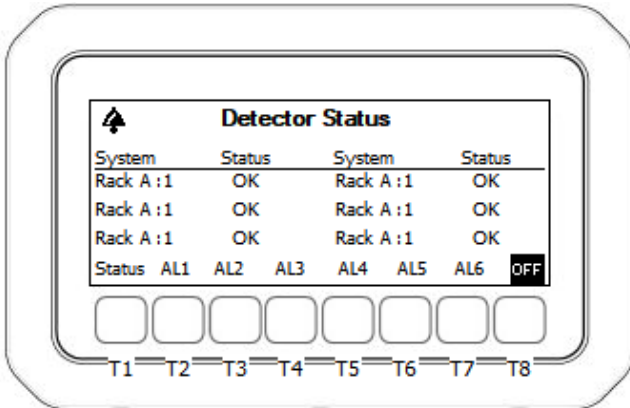 Detector Status
System Status System Status
Rack A :1 OK Rack A :1 OK
Rack A :1 OK Rack A :1 OK
Rack A :1 OK Rack A :1 OK
Status AL1 AL2 AL3 AL4 AL5 AL6 OFF
T1 T2 T3 T4 T5 T6 T7 T8